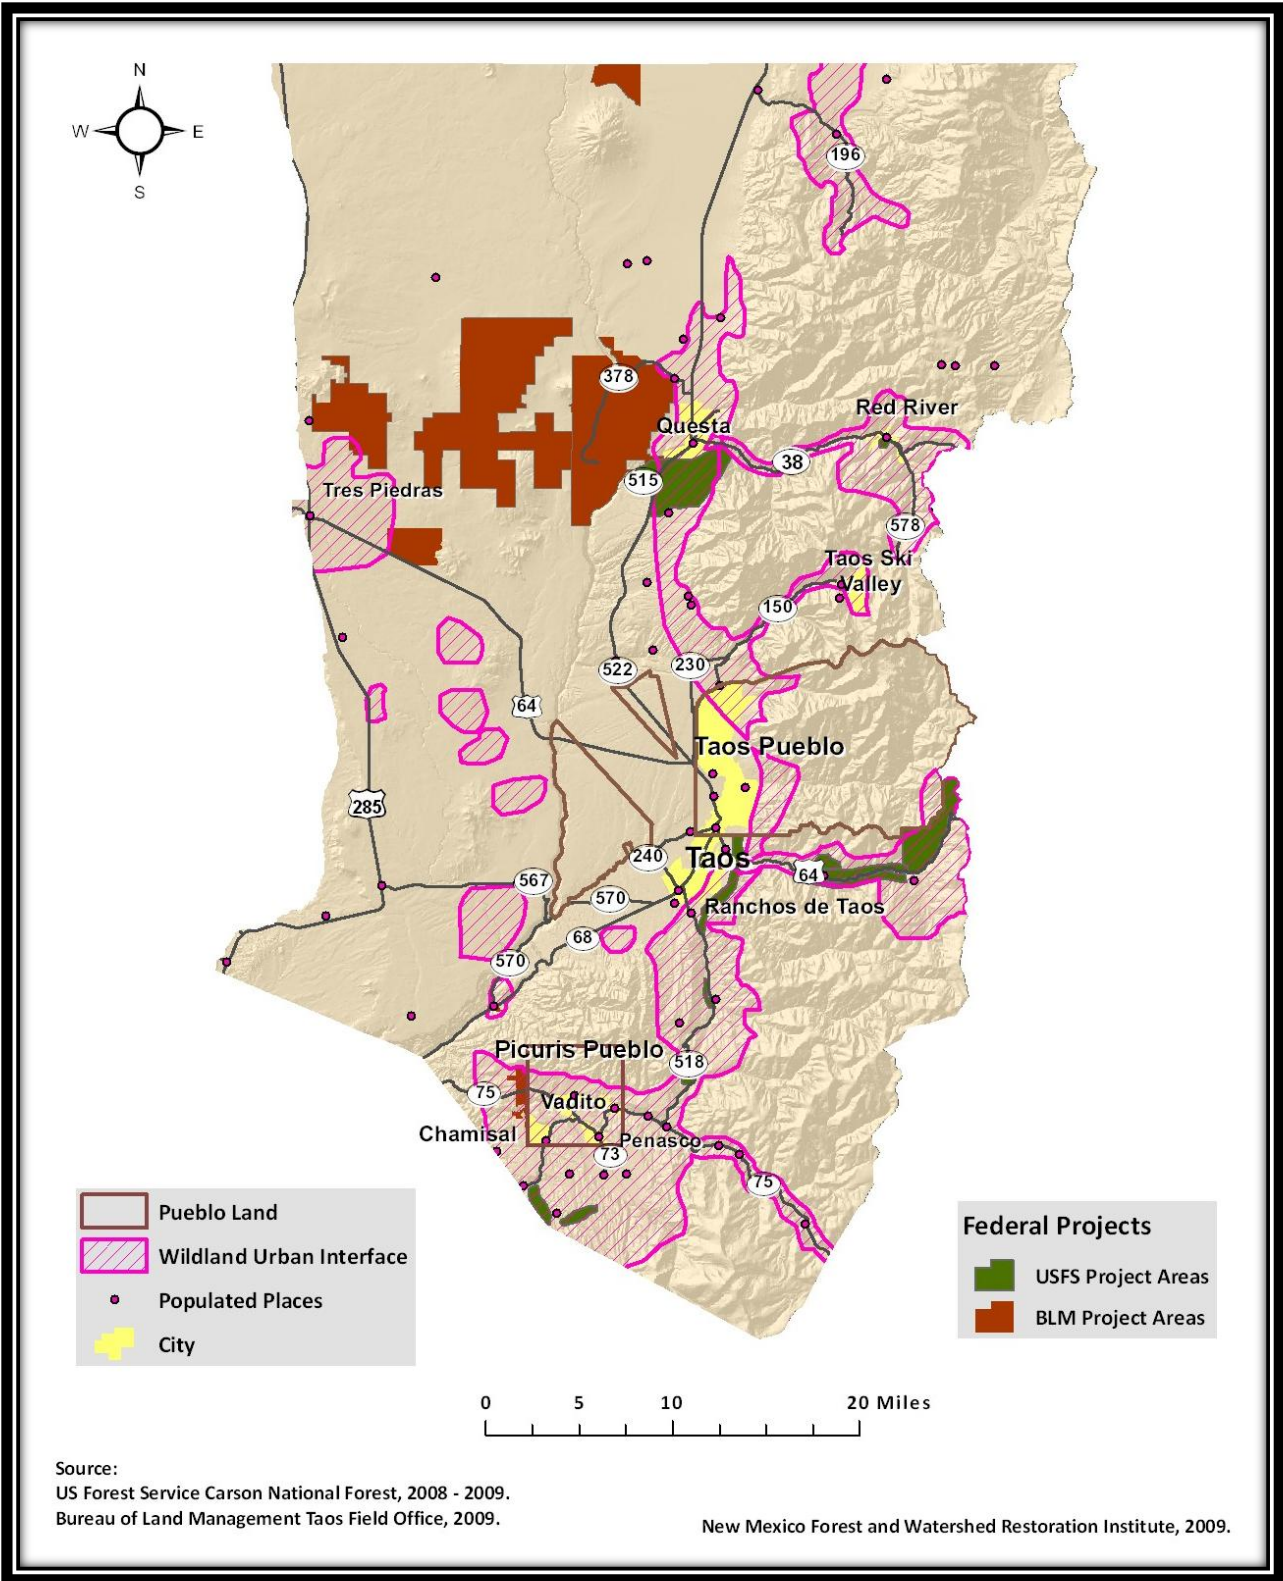 N
W
E
S
196
378
Red River
Questa
38
515
Tres Piedras
578
Taos Ski
Valley
150
230
522
64
Taos Pueblo
285
240
Taos
64
567
570
Ranchos de Taos
68
570
Picuris Pueblo
518
75
Vadito
Chamisal
Penasco
73
75
Pueblo Land
Wildland Urban Interface
Populated Places
City
Federal Projects
USFS Project Areas
BLM Project Areas
0 5 10 20 Miles
Source:
US Forest Service Carson National Forest, 2008 - 2009.
Bureau of Land Management Taos Field Office, 2009.
New Mexico Forest and Watershed Restoration Institute, 2009.